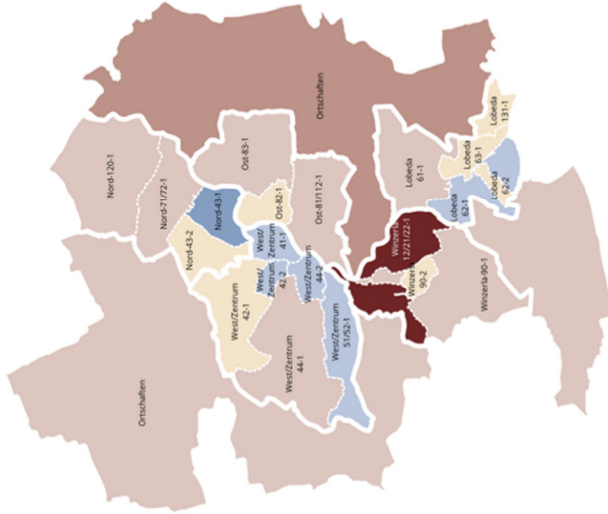 Ortschaften
Nord-120-1
Nord-71/72-1
Ost-83-1
Nord-43-1
Nord-43-2
Ost-82-1
West/
Zentrum
41-1
West/
Zentrum
42-2
West/Zentrum
42-1
Ost-81/112-1
West/Zentrum
44-2
West/Zentrum
44-1
West/Zentrum
51/52-1
Ortschaften
Lobeda
61-1
Lobeda
63-1
Lobeda
131-1
Lobeda
62-1
Lobeda
62-2
Winzerla
12/21/22-1
Winzerla
90-2
Winzerla-90-1